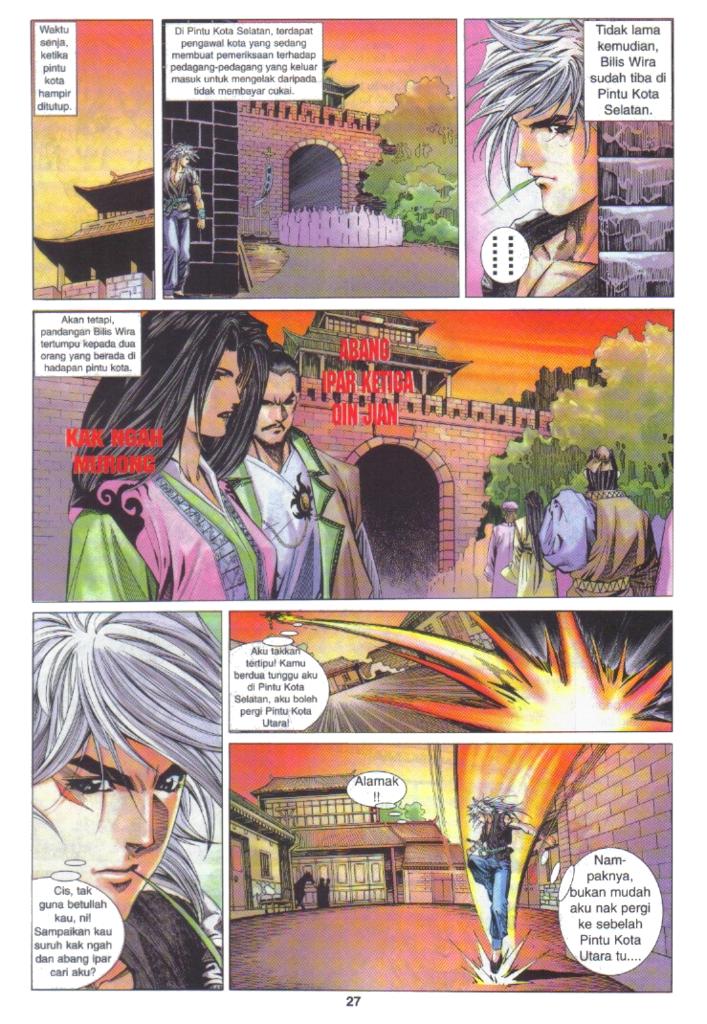 Waktu
senja,
ketika
pintu
kota
hampir
ditutup.
Di Pintu Kota Selatan, terdapat
pengawal kota yang sedang
membuat pemeriksaan terhadap
pedagang-pedagang yang keluar
masuk untuk mengelak daripada
tidak membayar cukai.
Tidak lama
kemudian,
Bilis Wira
sudah tiba di
Pintu Kota
Selatan.
Akan tetapi,
pandangan Bilis Wira
tertumpu kepada dua
orang yang berada di
hadapan pintu kota.
KAK NGAH
MURONG
ABANG
IPAR KETIGA
QIN JIAN
Cis, tak
guna betullah
kau, ni!
Sampaikan kau
suruh kak ngah
dan abang ipar
cari aku?
Aku takkan
tertipu! Kamu
berdua tunggu aku
di Pintu Kota
Selatan, aku boleh
pergi Pintu Kota
Utara!
Alamak
!!
Nam-
paknya,
bukan mudah
aku nak pergi
ke sebelah
Pintu Kota
Utara tu....
27